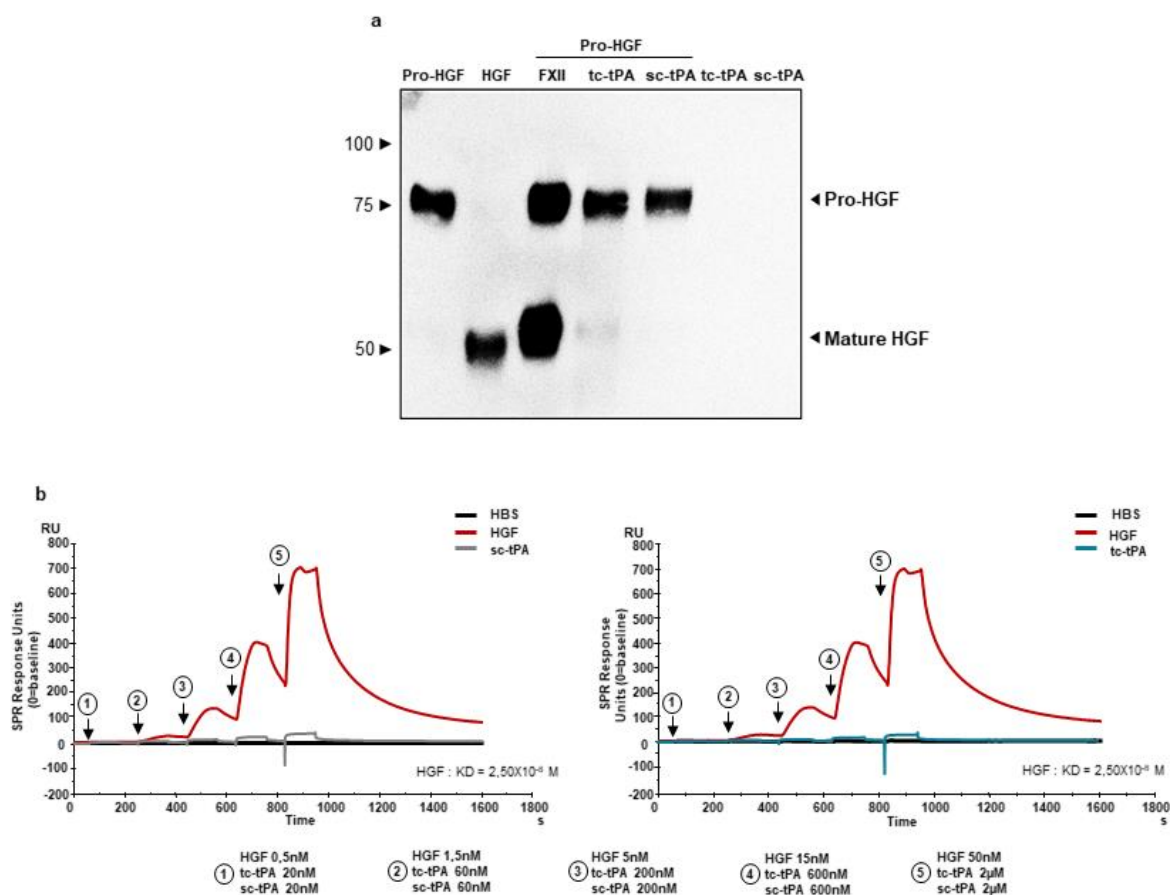 a
Pro-HGF
Pro-HGF HGF FXII tc-tPA sc-tPA tc-tPA sc-tPA
100
75
50
Pro-HGF
Mature HGF
b
RU
SPR Response Units
(0=baseline)
800
700
600
500
400
300
200
100
0
-100
-200
0 200 400 600 800 1000 1200 1400 1600 1800
Time
s
1
2
3
4
5
HBS
HGF
sc-tPA
HGF : KD = 2,50X10⁻⁸ M
RU
SPR Response
Units (0=baseline)
800
700
600
500
400
300
200
100
0
-100
-200
0 200 400 600 800 1000 1200 1400 1600 1800
Time
s
1
2
3
4
5
HBS
HGF
tc-tPA
HGF : KD = 2,50X10⁻⁸ M
1
HGF 0,5nM
tc-tPA 20nM
sc-tPA 20nM
2
HGF 1,5nM
tc-tPA 60nM
sc-tPA 60nM
3
HGF 5nM
tc-tPA 200nM
sc-tPA 200nM
4
HGF 15nM
tc-tPA 600nM
sc-tPA 600nM
5
HGF 50nM
tc-tPA 2µM
sc-tPA 2µM